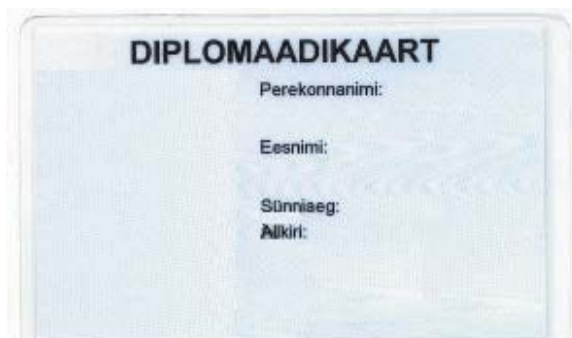 DIPLOMAADIKAART
Perekonnanimi:
Eesnimi:
Sünniaeg:
Allkiri: